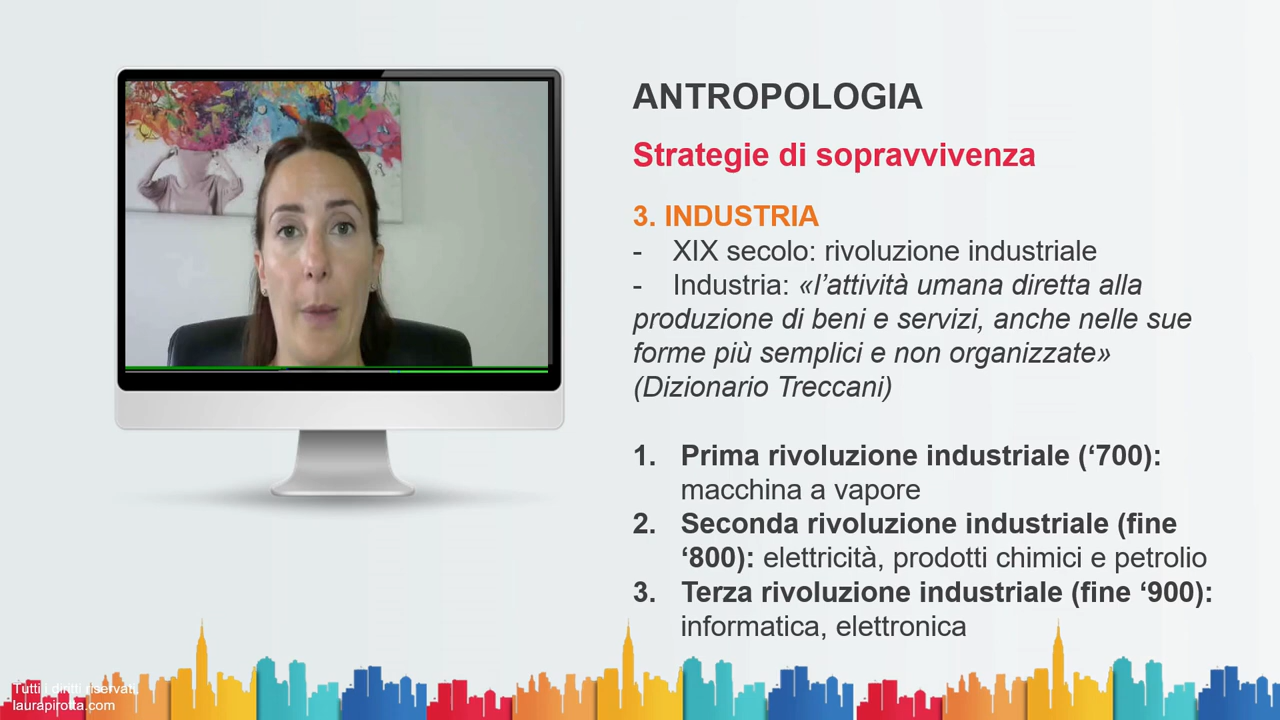 ANTROPOLOGIA
Strategie di sopravvivenza
3. INDUSTRIA
- XIX secolo: rivoluzione industriale
- Industria: «l’attività umana diretta alla
produzione di beni e servizi, anche nelle sue
forme più semplici e non organizzate»
(Dizionario Treccani)
1. Prima rivoluzione industriale (‘700):
macchina a vapore
2. Seconda rivoluzione industriale (fine
‘800): elettricità, prodotti chimici e petrolio
3. Terza rivoluzione industriale (fine ‘900):
informatica, elettronica
Tutti i diritti riservati
laurapirotta.com